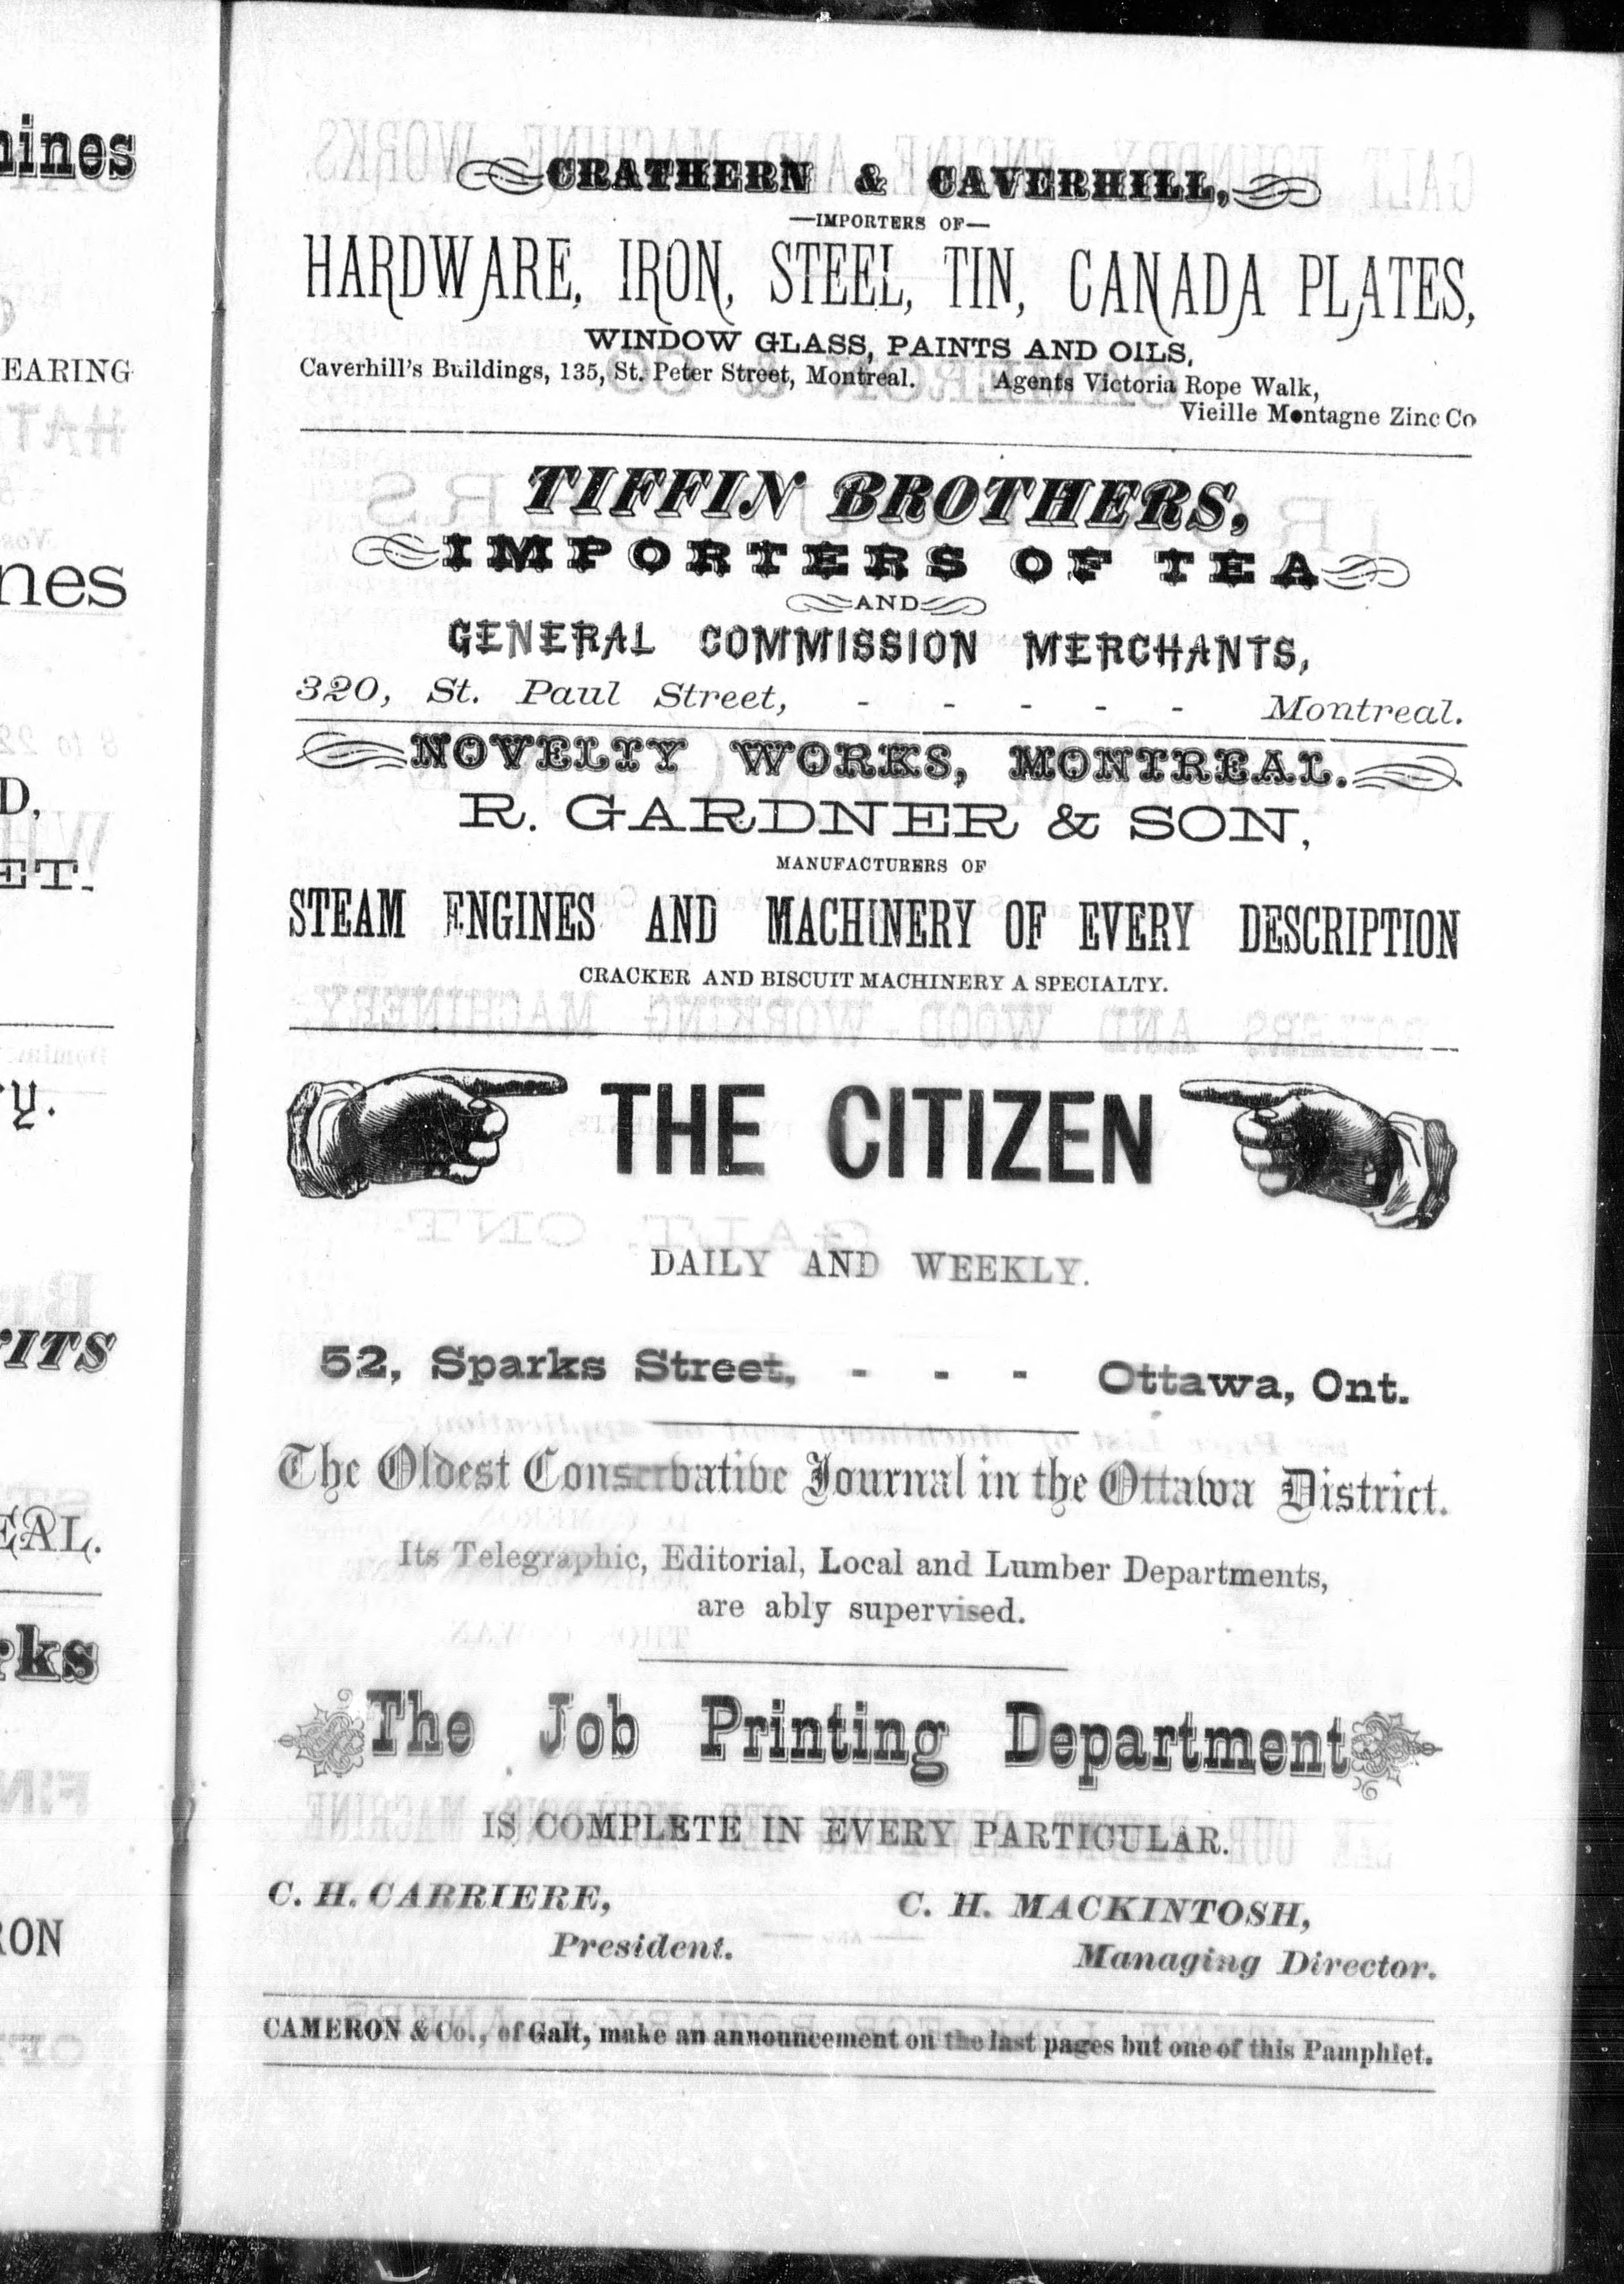 CRATHERN & CAVERHILL,
—IMPORTERS OF—
HARDWARE, IRON, STEEL, TIN, CANADA PLATES,
WINDOW GLASS, PAINTS AND OILS,
Caverhill's Buildings, 135, St. Peter Street, Montreal. Agents Victoria Rope Walk,
Vieille Montagne Zinc Co
TIFFIN BROTHERS,
IMPORTERS OF TEA
AND
GENERAL COMMISSION MERCHANTS,
320, St. Paul Street, - - - - - Montreal.
NOVELTY WORKS, MONTREAL.
R. GARDNER & SON,
MANUFACTURERS OF
STEAM ENGINES AND MACHINERY OF EVERY DESCRIPTION
CRACKER AND BISCUIT MACHINERY A SPECIALTY.
THE CITIZEN
DAILY AND WEEKLY.
52, Sparks Street, - - - Ottawa, Ont.
The Oldest Conservative Journal in the Ottawa District.
Its Telegraphic, Editorial, Local and Lumber Departments,
are ably supervised.
The Job Printing Department
IS COMPLETE IN EVERY PARTICULAR.
C. H. CARRIERE, C. H. MACKINTOSH,
President. Managing Director.
CAMERON & Co., of Galt, make an announcement on the last pages but one of this Pamphlet.